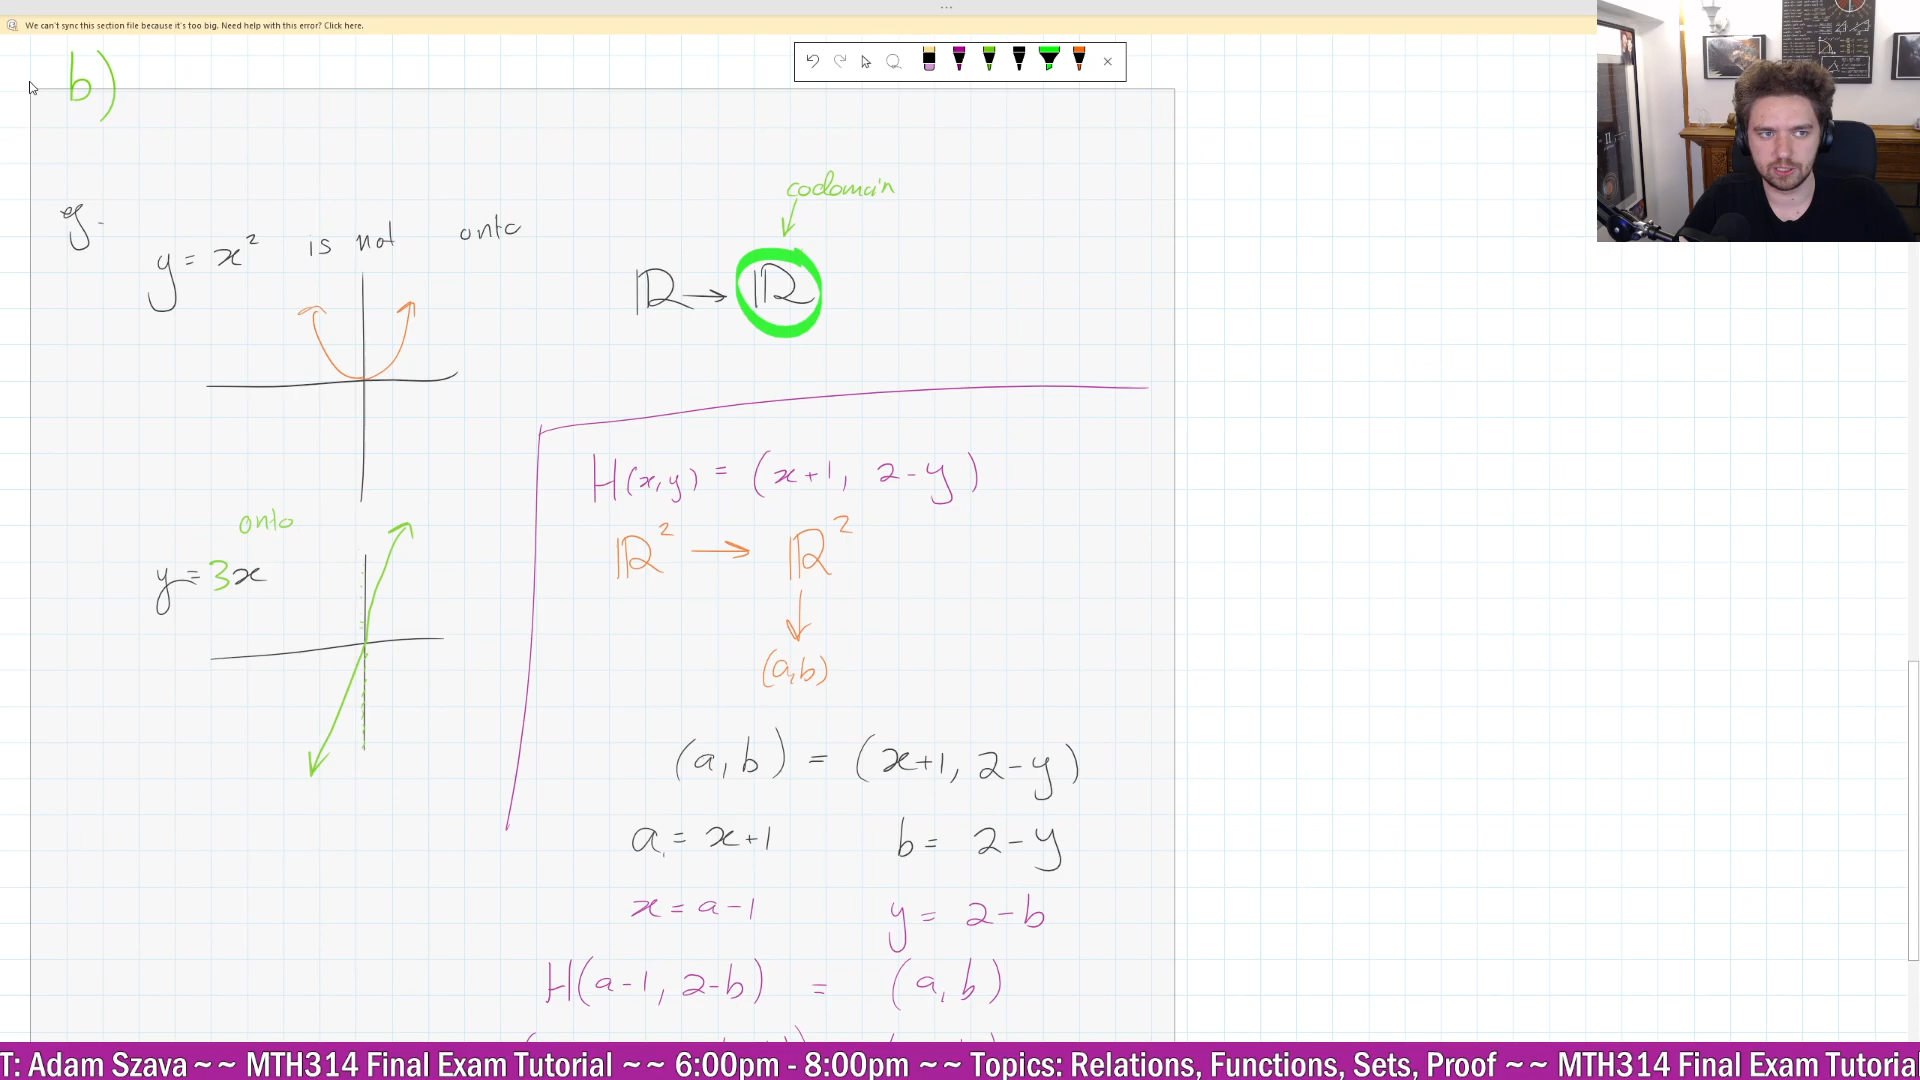 We can't sync this section file because it's too big. Need help with this error? Click here.
b)
codomain
eg.
y = x² is not onto
ℝ → ℝ
H(x,y) = (x+1, 2-y)
ℝ² → ℝ²
onto
y = 3x
(a,b)
(a,b) = (x+1, 2-y)
a = x+1 b = 2-y
x = a-1 y = 2-b
H(a-1, 2-b) = (a,b)
T: Adam Szava ~~ MTH314 Final Exam Tutorial ~~ 6:00pm - 8:00pm ~~ Topics: Relations, Functions, Sets, Proof ~~ MTH314 Final Exam Tutorial